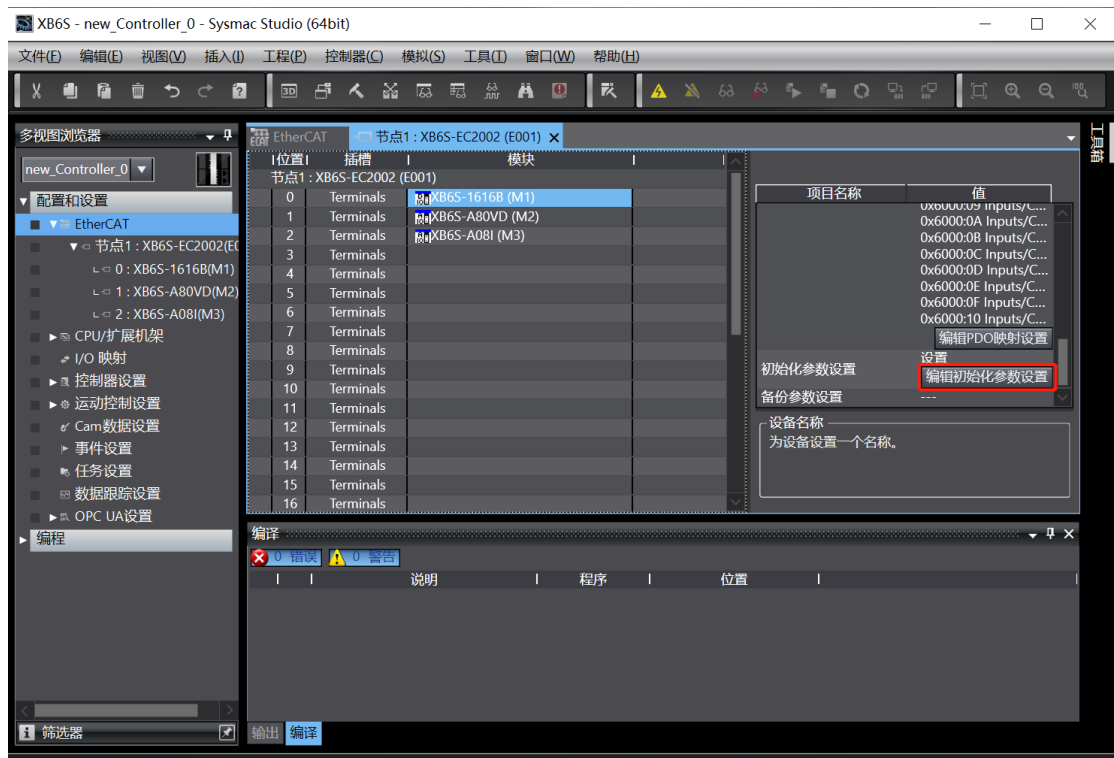 XB6S - new_Controller_0 - Sysmac Studio (64bit)
文件(F) 编辑(E) 视图(V) 插入(I) 工程(P) 控制器(C) 模拟(S) 工具(T) 窗口(W) 帮助(H)
多视图浏览器
new_Controller_0
配置和设置
EtherCAT
节点1 : XB6S-EC2002(E0
0 : XB6S-1616B(M1)
1 : XB6S-A80VD(M2)
2 : XB6S-A08I(M3)
CPU/扩展机架
I/O 映射
控制器设置
运动控制设置
Cam数据设置
事件设置
任务设置
数据跟踪设置
OPC UA设置
编程
筛选器
EtherCAT 节点1 : XB6S-EC2002 (E001)
位置 插槽 模块
节点1 : XB6S-EC2002 (E001)
0 Terminals XB6S-1616B (M1)
1 Terminals XB6S-A80VD (M2)
2 Terminals XB6S-A08I (M3)
3 Terminals
4 Terminals
5 Terminals
6 Terminals
7 Terminals
8 Terminals
9 Terminals
10 Terminals
11 Terminals
12 Terminals
13 Terminals
14 Terminals
15 Terminals
16 Terminals
项目名称 值
0x6000:09 Inputs/C...
0x6000:0A Inputs/C...
0x6000:0B Inputs/C...
0x6000:0C Inputs/C...
0x6000:0D Inputs/C...
0x6000:0E Inputs/C...
0x6000:0F Inputs/C...
0x6000:10 Inputs/C...
编辑PDO映射设置
设置
初始化参数设置 编辑初始化参数设置
备份参数设置 ---
设备名称
为设备设置一个名称。
工具箱
编译
0 错误 0 警告
说明 程序 位置
输出 编译